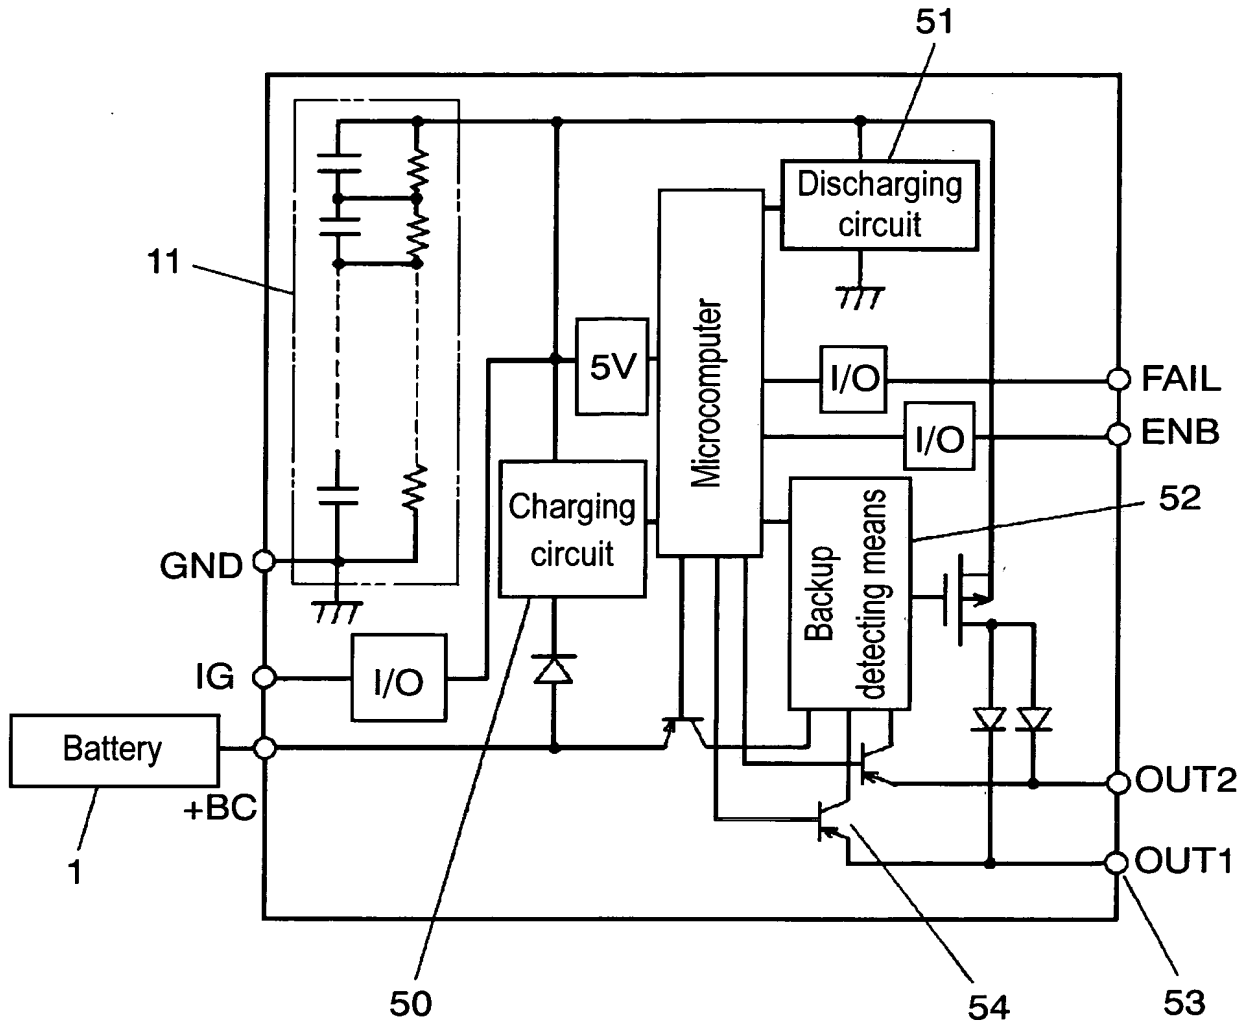 51
Discharging
circuit
11
Microcomputer
5V
I/O
FAIL
I/O
ENB
Charging
circuit
Backup
detecting means
52
GND
IG
I/O
Battery
+BC
1
OUT2
OUT1
50
54
53